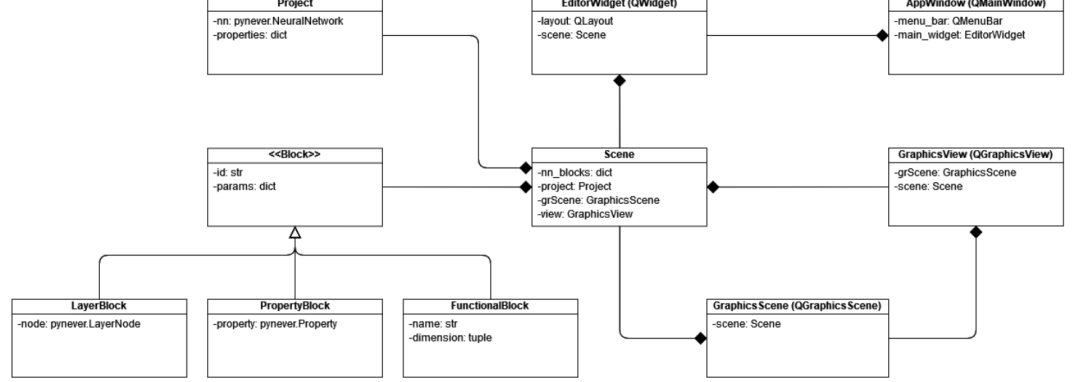 Project
-nn: pynever.NeuralNetwork
-properties: dict
EditorWidget (QWidget)
-layout: QLayout
-scene: Scene
AppWindow (QMainWindow)
-menu_bar: QMenuBar
-main_widget: EditorWidget
<<Block>>
-id: str
-params: dict
Scene
-nn_blocks: dict
-project: Project
-grScene: GraphicsScene
-view: GraphicsView
GraphicsView (QGraphicsView)
-grScene: GraphicsScene
-scene: Scene
LayerBlock
-node: pynever.LayerNode
PropertyBlock
-property: pynever.Property
FunctionalBlock
-name: str
-dimension: tuple
GraphicsScene (QGraphicsScene)
-scene: Scene